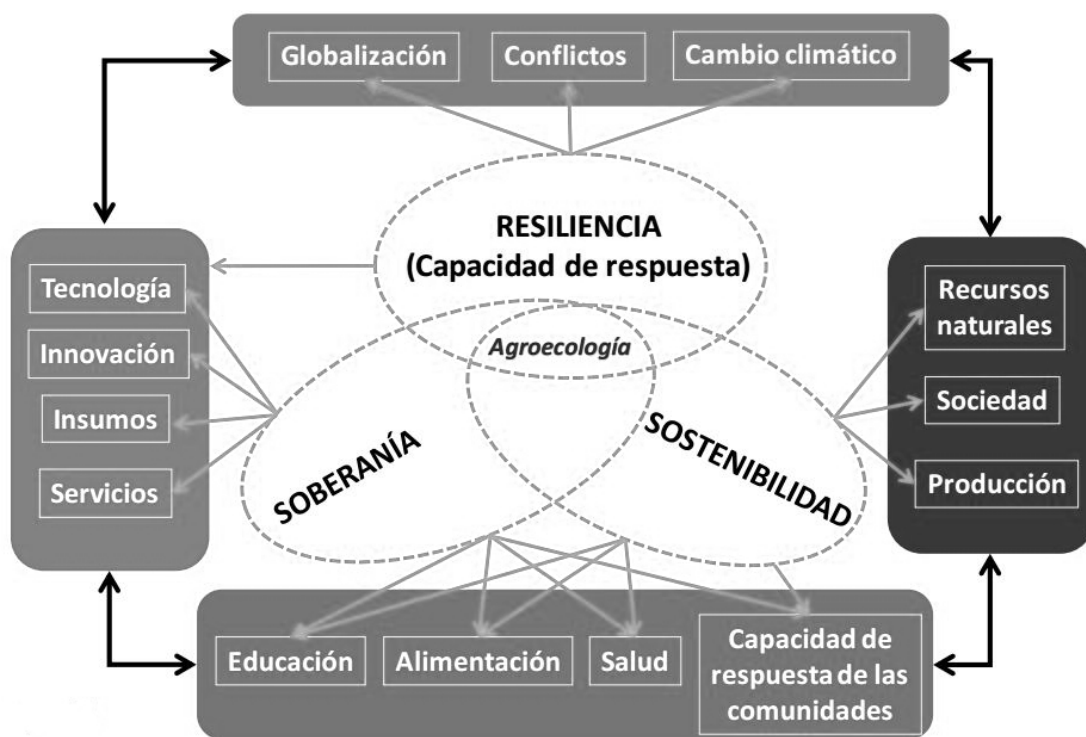 Globalización
Conflictos
Cambio climático
RESILIENCIA
(Capacidad de respuesta)
Agroecología
SOBERANÍA
SOSTENIBILIDAD
Tecnología
Innovación
Insumos
Servicios
Recursos
naturales
Sociedad
Producción
Educación
Alimentación
Salud
Capacidad de
respuesta de las
comunidades